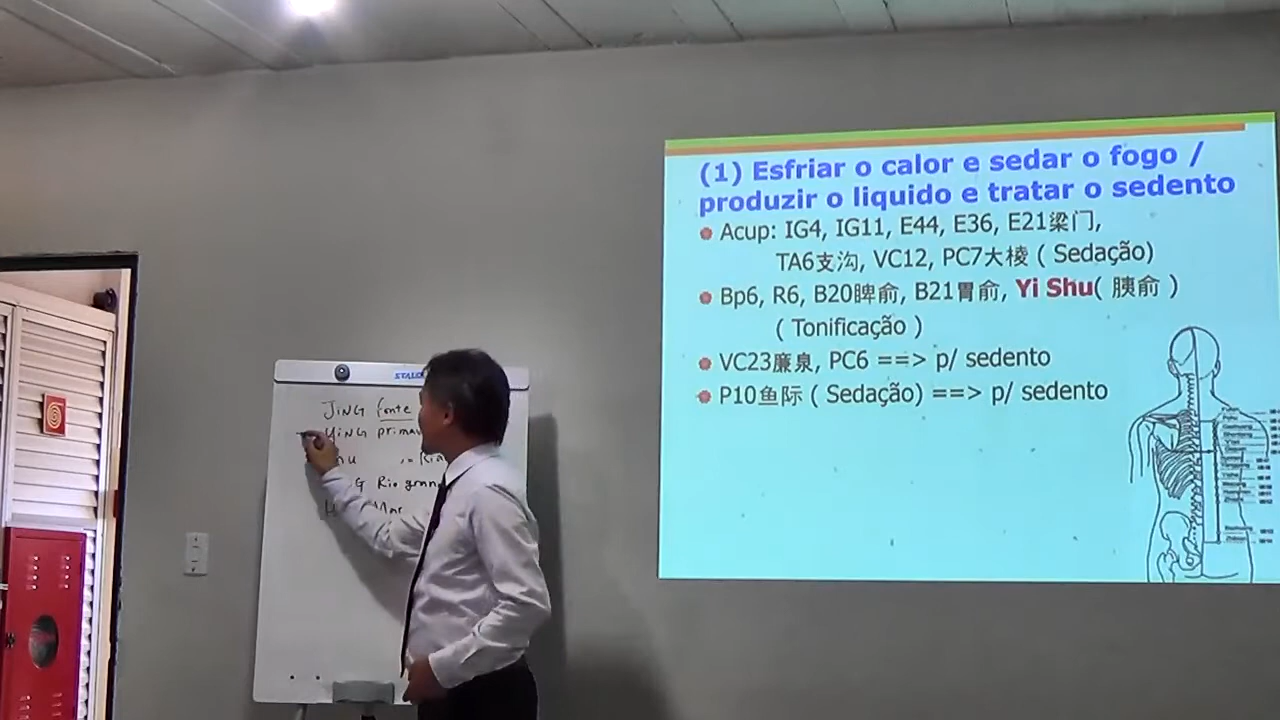 JING fonte
YING
Rio gran
(1) Esfriar o calor e sedar o fogo /
produzir o liquido e tratar o sedento
Acup: IG4, IG11, E44, E36, E21梁门,
TA6支沟, VC12, PC7大棱 ( Sedação)
Bp6, R6, B20睥俞, B21胃俞, Yi Shu( 胰俞 )
( Tonificação )
VC23廉泉, PC6 ==> p/ sedento
P10鱼际 ( Sedação) ==> p/ sedento